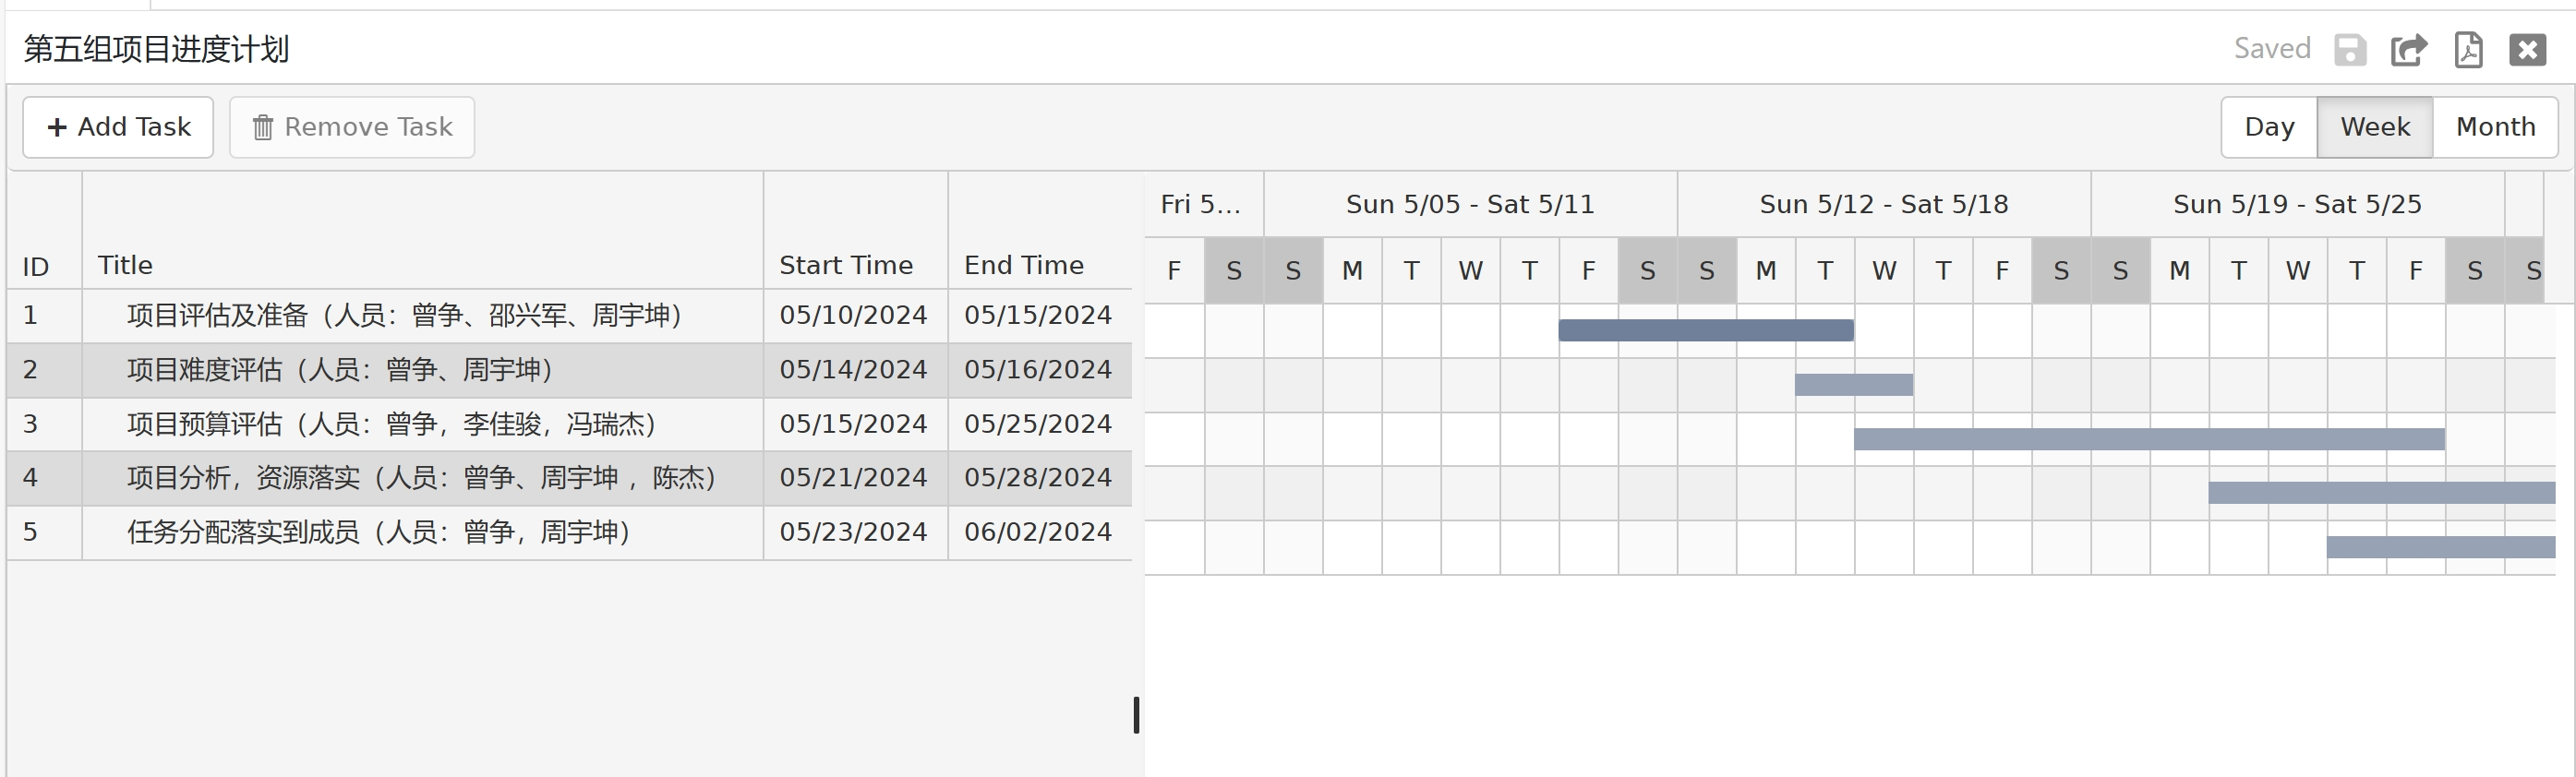 第五组项目进度计划 Saved
+ Add Task Remove Task Day Week Month
Fri 5... Sun 5/05 - Sat 5/11 Sun 5/12 - Sat 5/18 Sun 5/19 - Sat 5/25
ID Title Start Time End Time F S S M T W T F S S M T W T F S S M T W T F S S
1 项目评估及准备（人员：曾争、邵兴军、周宇坤） 05/10/2024 05/15/2024
2 项目难度评估（人员：曾争、周宇坤） 05/14/2024 05/16/2024
3 项目预算评估（人员：曾争，李佳骏，冯瑞杰） 05/15/2024 05/25/2024
4 项目分析，资源落实（人员：曾争、周宇坤 ，陈杰） 05/21/2024 05/28/2024
5 任务分配落实到成员（人员：曾争，周宇坤） 05/23/2024 06/02/2024